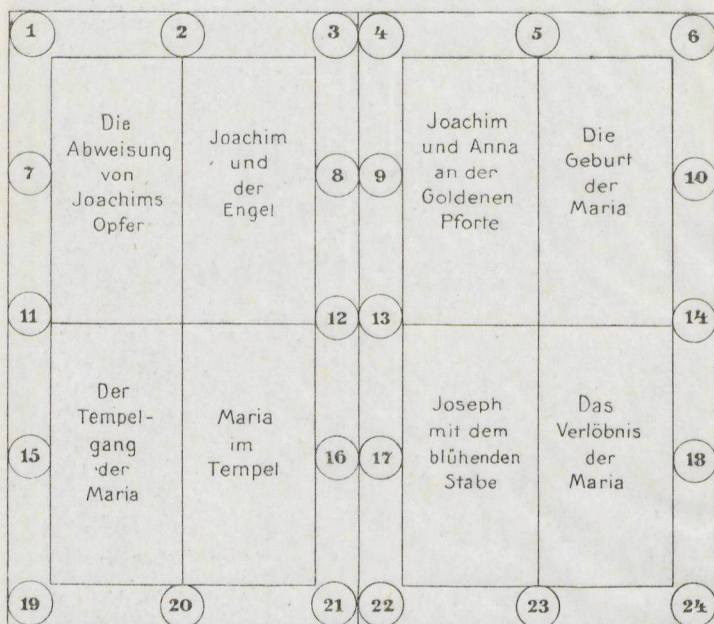 1 2 3 4 5 6
Die
Abweisung
von
Joachims
Opfer
Joachim
und
der
Engel
Joachim
und Anna
an der
Goldenen
Pforte
Die
Geburt
der
Maria
7 8 9 10
11 12 13 14
Der
Tempel-
gang
der
Maria
Maria
im
Tempel
Joseph
mit dem
blühenden
Stabe
Das
Verlöbnis
der
Maria
15 16 17 18
19 20 21 22 23 24